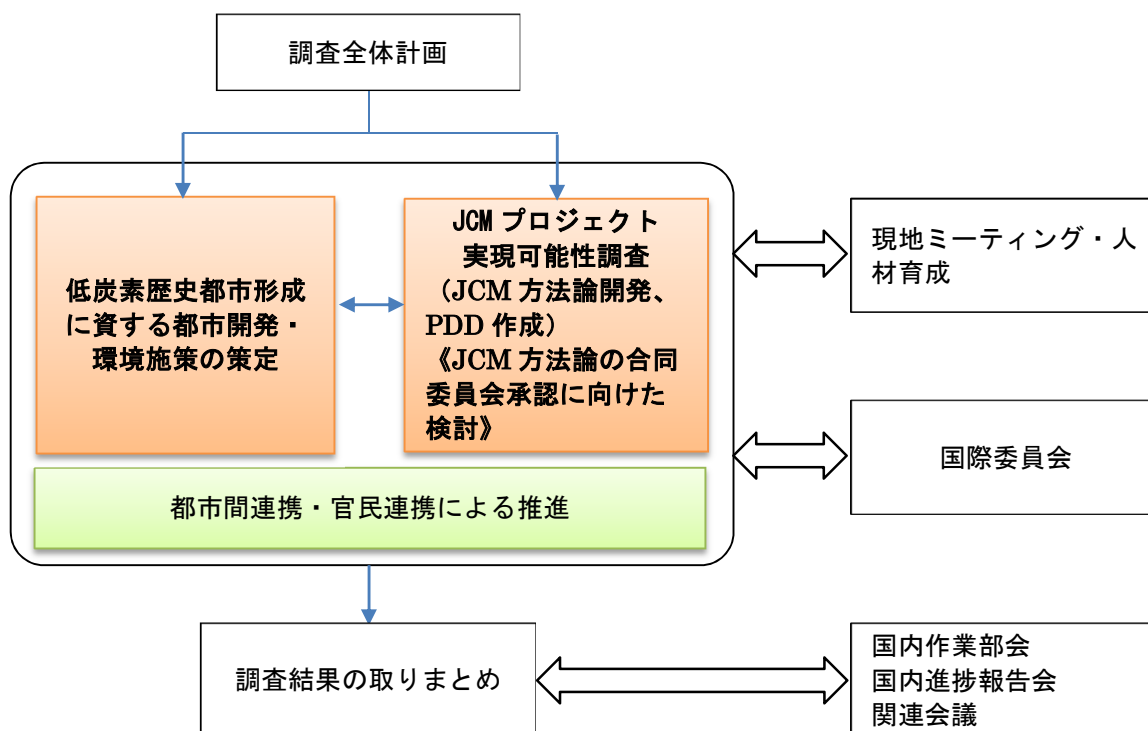 調査全体計画
低炭素歴史都市形成
に資する都市開発・
環境施策の策定
JCM プロジェクト
実現可能性調査
（JCM 方法論開発、
PDD 作成）
《JCM 方法論の合同
委員会承認に向けた
検討》
都市間連携・官民連携による推進
現地ミーティング・人
材育成
国際委員会
調査結果の取りまとめ
国内作業部会
国内進捗報告会
関連会議